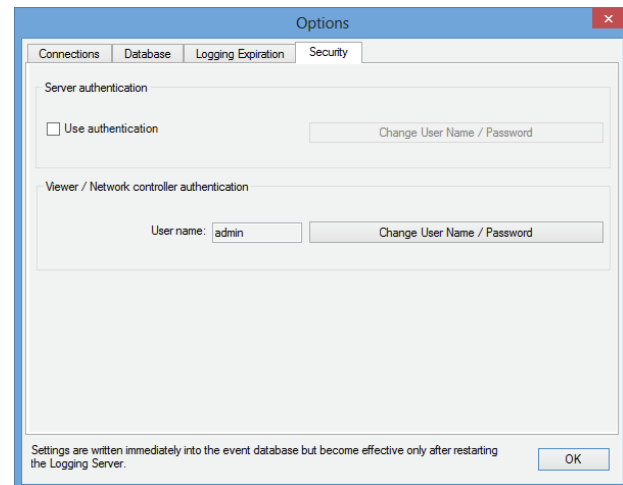 Options
Connections Database Logging Expiration Security
Server authentication
Use authentication Change User Name / Password
Viewer / Network controller authentication
User name: admin Change User Name / Password
Settings are written immediately into the event database but become effective only after restarting
the Logging Server.
OK